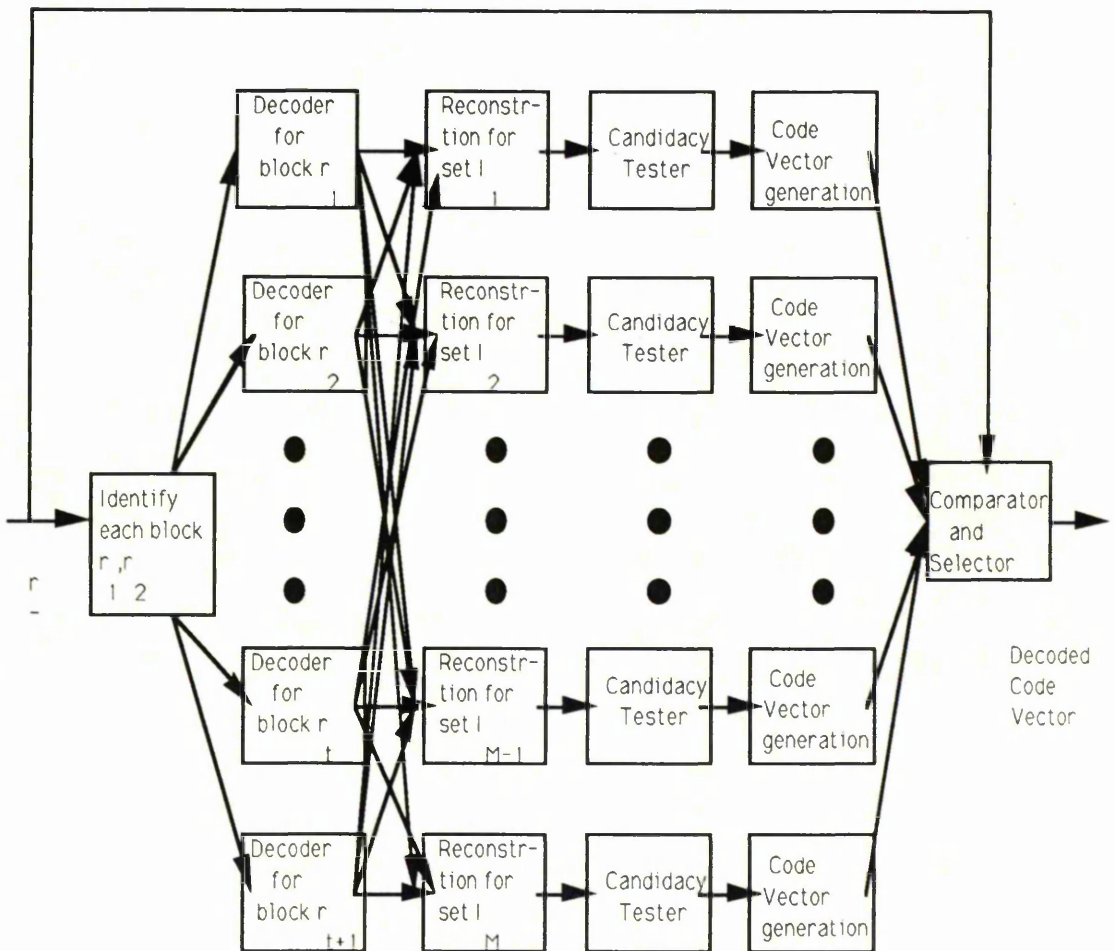 Decoder
for
block r
1
Reconstr-
tion for
set I
1
Candidacy
Tester
Code
Vector
generation
Decoder
for
block r
2
Reconstr-
tion for
set I
2
Candidacy
Tester
Code
Vector
generation
Identify
each block
r ,r
1 2
r
-
Comparator
and
Selector
Decoded
Code
Vector
Decoder
for
block r
t
Reconstr-
tion for
set I
M-1
Candidacy
Tester
Code
Vector
generation
Decoder
for
block r
t+1
Reconstr-
tion for
set I
M
Candidacy
Tester
Code
Vector
generation